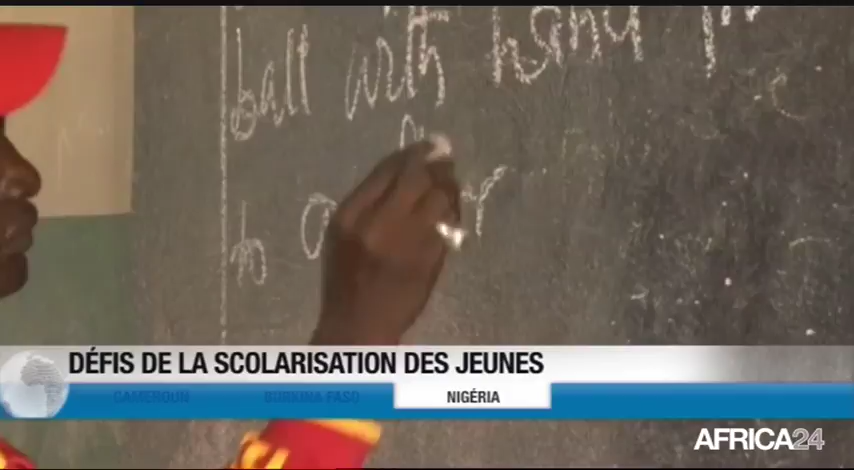 ball with hand
DÉFIS DE LA SCOLARISATION DES JEUNES
CAMEROUN BURKINA FASO NIGÉRIA
AFRICA24